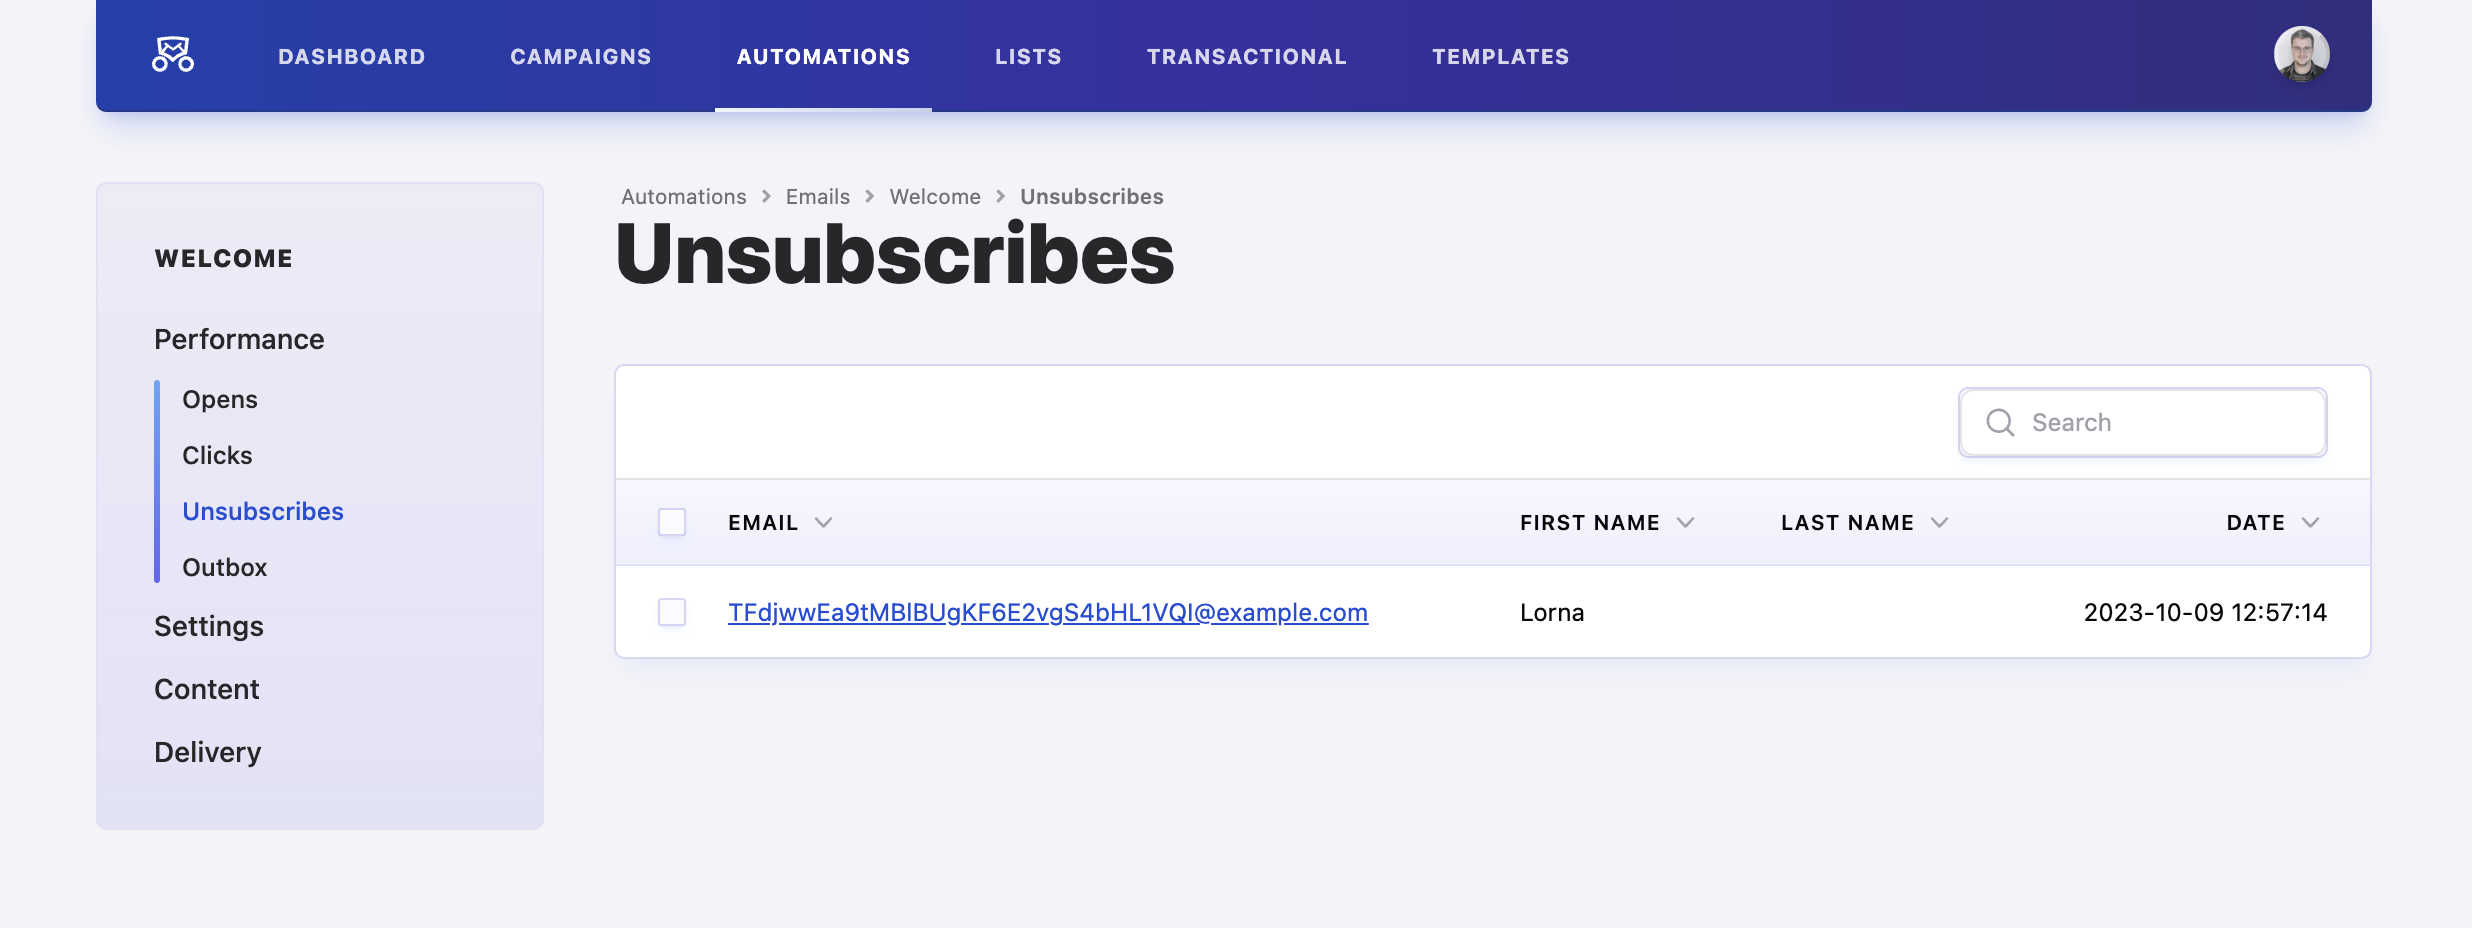 DASHBOARD CAMPAIGNS AUTOMATIONS LISTS TRANSACTIONAL TEMPLATES
WELCOME
Performance
Opens
Clicks
Unsubscribes
Outbox
Settings
Content
Delivery
Automations Emails Welcome Unsubscribes
Unsubscribes
Search
EMAIL FIRST NAME LAST NAME DATE
TFdjwwEa9tMBlBUgKF6E2vgS4bHL1VQI@example.com Lorna 2023-10-09 12:57:14